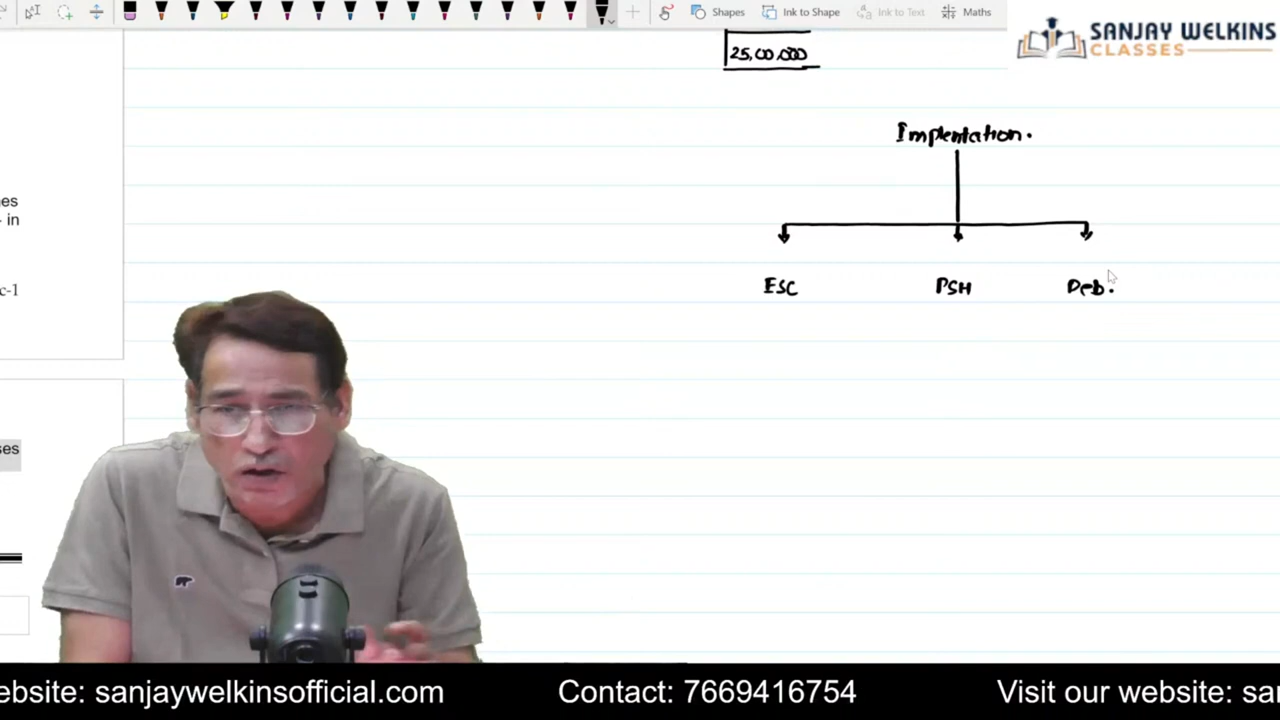 Shapes
Ink to Shape
Ink to Text
Maths
SANJAY WELKINS
CLASSES
25,00,000
Implentation.
ESC PSH Deb.
es
- in
c-1
ses
ebsite: sanjaywelkinsofficial.com Contact: 7669416754 Visit our website: sa